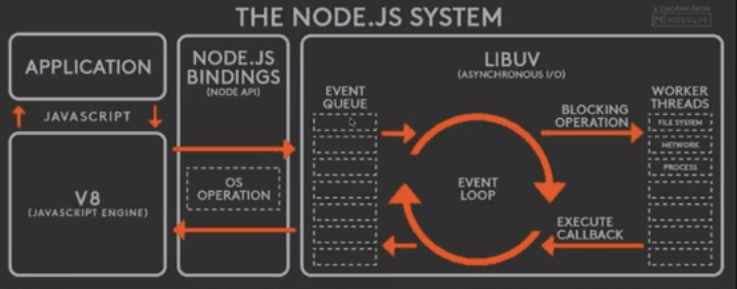 THE NODE.JS SYSTEM
A DIAGRAM FROM
MODULUS
APPLICATION
JAVASCRIPT
V8
(JAVASCRIPT ENGINE)
NODE.JS
BINDINGS
(NODE API)
OS
OPERATION
LIBUV
(ASYNCHRONOUS I/O)
EVENT
QUEUE
EVENT
LOOP
BLOCKING
OPERATION
EXECUTE
CALLBACK
WORKER
THREADS
FILE SYSTEM
NETWORK
PROCESS